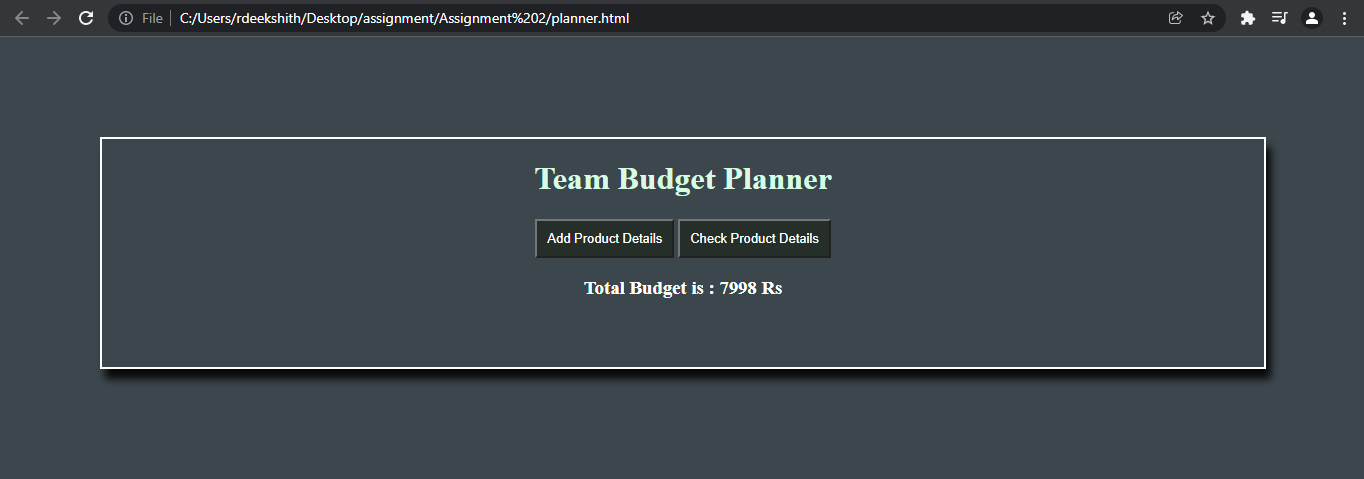 File C:/Users/rdeekshith/Desktop/assignment/Assignment%202/planner.html
Team Budget Planner
Add Product Details Check Product Details
Total Budget is : 7998 Rs